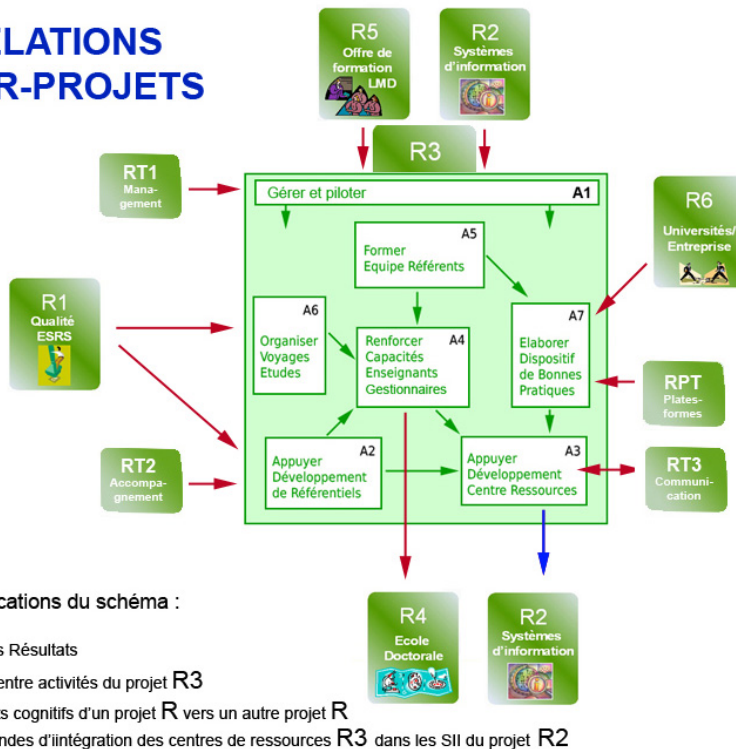 ELATIONS
R-PROJETS
R5
Offre de
formation
LMD
R2
Systèmes
d'information
R3
RT1
Mana-
gement
Gérer et piloter A1
R6
Universités/
Entreprise
A5
Former
Equipe Référents
R1
Qualité
ESRS
A6
Organiser
Voyages
Etudes
A4
Renforcer
Capacités
Enseignants
Gestionnaires
A7
Elaborer
Dispositif
de Bonnes
Pratiques
RPT
Plates-
formes
RT2
Accompa-
gnement
A2
Appuyer
Développement
de Référentiels
A3
Appuyer
Développement
Centre Ressources
RT3
Communi-
cation
R4
Ecole
Doctorale
R2
Systèmes
d'information
cations du schéma :
s Résultats
entre activités du projet R3
ts cognitifs d'un projet R vers un autre projet R
ndes d'iintégration des centres de ressources R3 dans les SII du projet R2